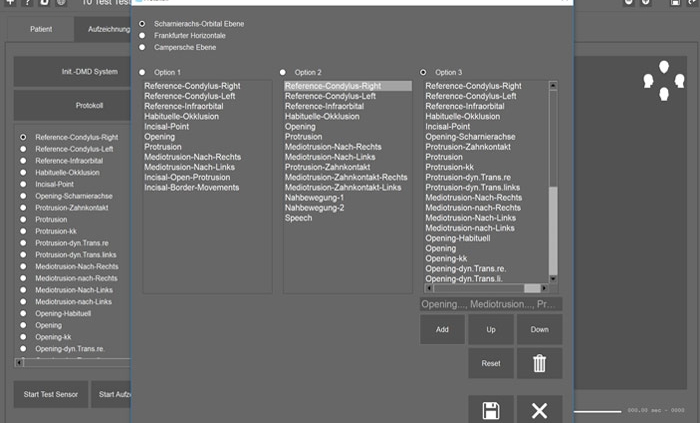 10 Test Test
Patient
Aufzeichnung
Init.-DMD System
Protokoll
Reference-Condylus-Right
Reference-Condylus-Left
Reference-Infraorbital
Habituelle-Okklusion
Incisal-Point
Opening-Scharnierachse
Protrusion-Zahnkontakt
Protrusion
Protrusion-kk
Protrusion-dyn.Trans.re
Protrusion-dyn.Trans.links
Mediotrusion-Nach-Rechts
Mediotrusion-nach-Rechts
Mediotrusion-Nach-Links
Mediotrusion-nach-Links
Opening-Habituell
Opening
Opening-kk
Opening-dyn.Trans.re.
Start Test Sensor
Start Aufz
Scharnierachs-Orbital Ebene
Frankfurter Horizontale
Campersche Ebene
Option 1
Reference-Condylus-Right
Reference-Condylus-Left
Reference-Infraorbital
Habituelle-Okklusion
Incisal-Point
Opening
Protrusion
Mediotrusion-Nach-Rechts
Mediotrusion-Nach-Links
Incisal-Open-Protrusion
Incisal-Border-Movements
Option 2
Reference-Condylus-Right
Reference-Condylus-Left
Reference-Infraorbital
Habituelle-Okklusion
Opening
Protrusion
Mediotrusion-Nach-Rechts
Mediotrusion-Nach-Links
Protrusion-Zahnkontakt
Mediotrusion-Zahnkontakt-Rechts
Mediotrusion-Zahnkontakt-Links
Nahbewegung-1
Nahbewegung-2
Speech
Option 3
Reference-Condylus-Right
Reference-Condylus-Left
Reference-Infraorbital
Habituelle-Okklusion
Incisal-Point
Opening-Scharnierachse
Protrusion-Zahnkontakt
Protrusion
Protrusion-kk
Protrusion-dyn.Trans.re
Protrusion-dyn.Trans.links
Mediotrusion-Nach-Rechts
Mediotrusion-nach-Rechts
Mediotrusion-Nach-Links
Mediotrusion-nach-Links
Opening-Habituell
Opening
Opening-kk
Opening-dyn.Trans.re.
Opening-dyn.Trans.li.
Opening..., Mediotrusion..., Pr...
Add
Up
Down
Reset
000.00 sec - 0000